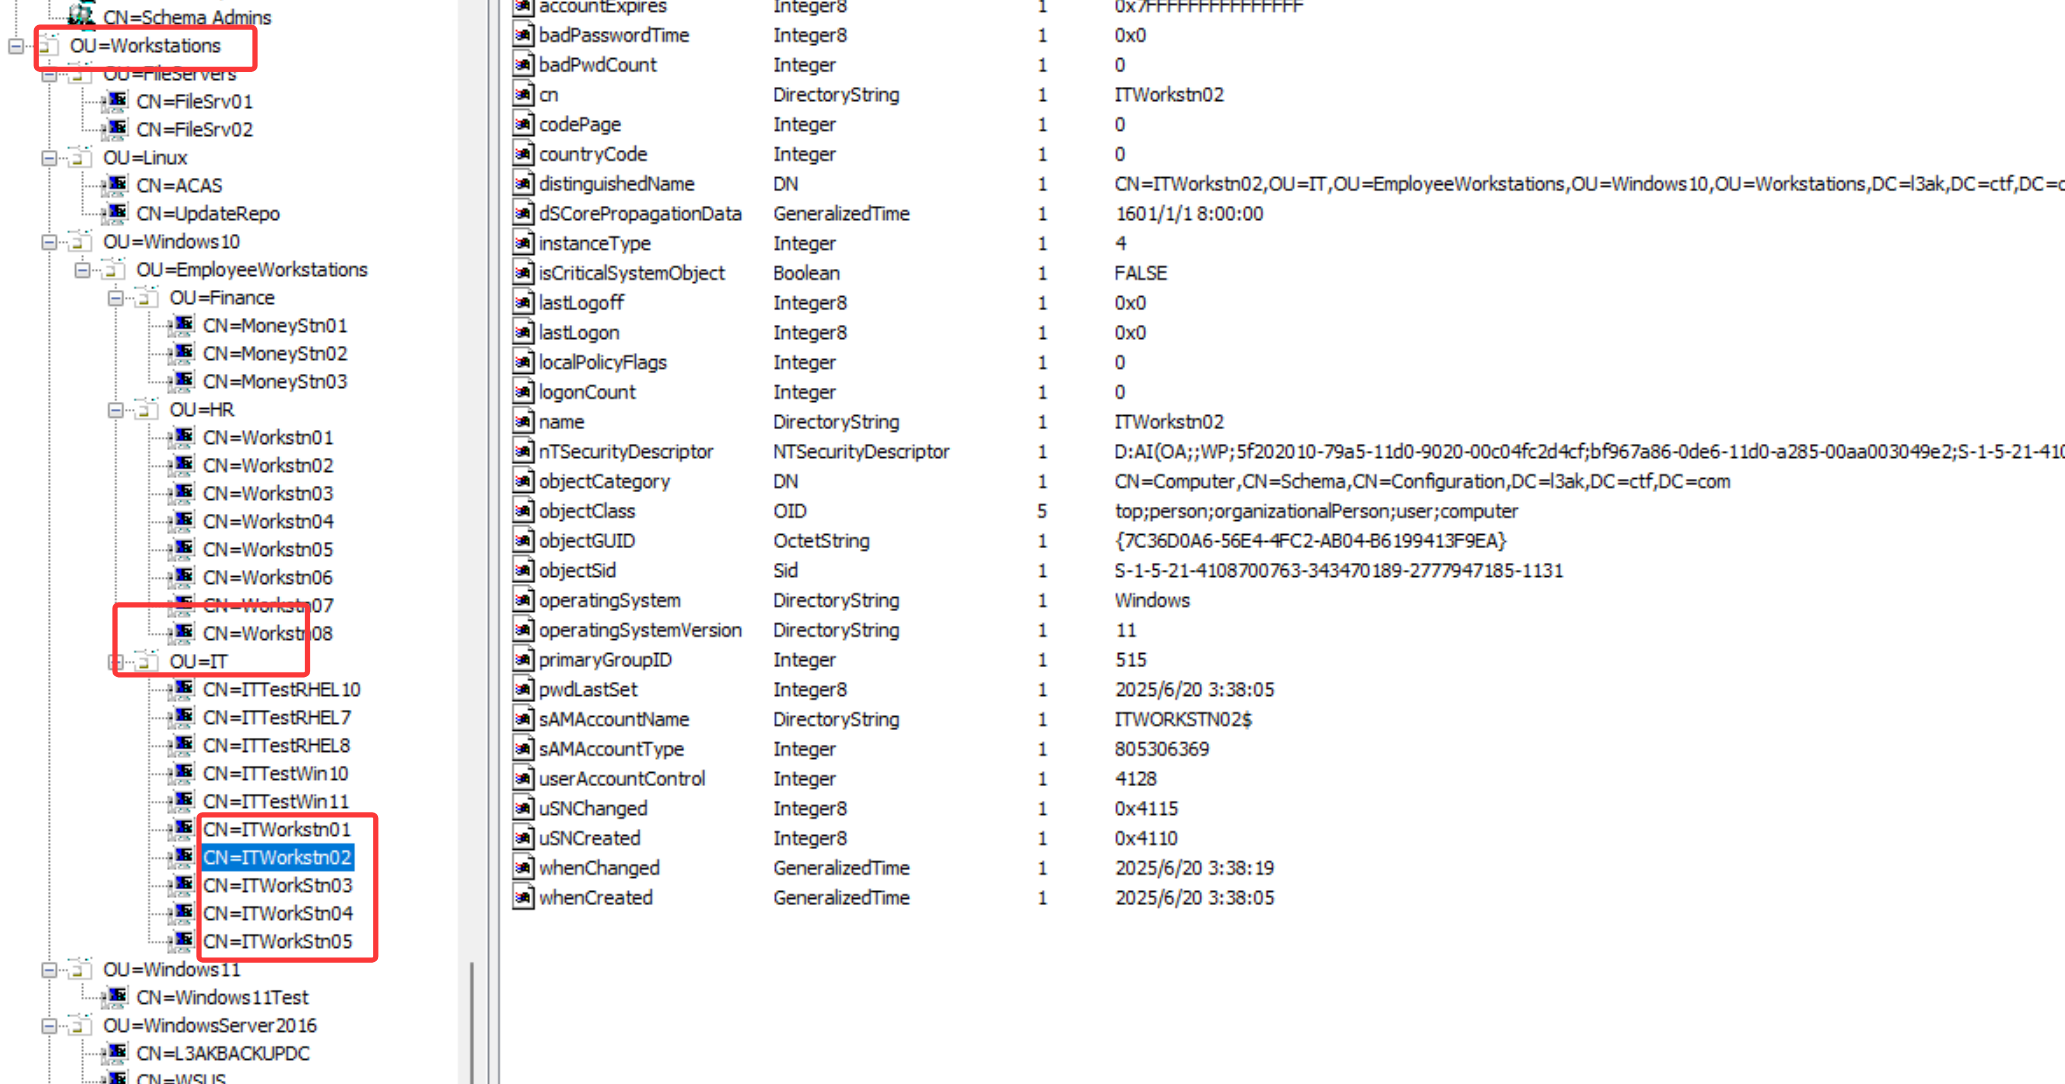 CN=Schema Admins
OU=Workstations
OU=FileServers
CN=FileSrv01
CN=FileSrv02
OU=Linux
CN=ACAS
CN=UpdateRepo
OU=Windows10
OU=EmployeeWorkstations
OU=Finance
CN=MoneyStn01
CN=MoneyStn02
CN=MoneyStn03
OU=HR
CN=Workstn01
CN=Workstn02
CN=Workstn03
CN=Workstn04
CN=Workstn05
CN=Workstn06
CN=Workstn07
CN=Workstn08
OU=IT
CN=ITTestRHEL10
CN=ITTestRHEL7
CN=ITTestRHEL8
CN=ITTestWin10
CN=ITTestWin11
CN=ITWorkstn01
CN=ITWorkstn02
CN=ITWorkStn03
CN=ITWorkStn04
CN=ITWorkStn05
OU=Windows11
CN=Windows11Test
OU=WindowsServer2016
CN=L3AKBACKUPDC
CN=WSUS
accountExpires Integer8 1 0x7FFFFFFFFFFFFFFF
badPasswordTime Integer8 1 0x0
badPwdCount Integer 1 0
cn DirectoryString 1 ITWorkstn02
codePage Integer 1 0
countryCode Integer 1 0
distinguishedName DN 1 CN=ITWorkstn02,OU=IT,OU=EmployeeWorkstations,OU=Windows10,OU=Workstations,DC=l3ak,DC=ctf,DC=c
dSCorePropagationData GeneralizedTime 1 1601/1/1 8:00:00
instanceType Integer 1 4
isCriticalSystemObject Boolean 1 FALSE
lastLogoff Integer8 1 0x0
lastLogon Integer8 1 0x0
localPolicyFlags Integer 1 0
logonCount Integer 1 0
name DirectoryString 1 ITWorkstn02
nTSecurityDescriptor NTSecurityDescriptor 1 D:AI(OA;;WP;5f202010-79a5-11d0-9020-00c04fc2d4cf;bf967a86-0de6-11d0-a285-00aa003049e2;S-1-5-21-410
objectCategory DN 1 CN=Computer,CN=Schema,CN=Configuration,DC=l3ak,DC=ctf,DC=com
objectClass OID 5 top;person;organizationalPerson;user;computer
objectGUID OctetString 1 {7C36D0A6-56E4-4FC2-AB04-B6199413F9EA}
objectSid Sid 1 S-1-5-21-4108700763-343470189-2777947185-1131
operatingSystem DirectoryString 1 Windows
operatingSystemVersion DirectoryString 1 11
primaryGroupID Integer 1 515
pwdLastSet Integer8 1 2025/6/20 3:38:05
sAMAccountName DirectoryString 1 ITWORKSTN02$
sAMAccountType Integer 1 805306369
userAccountControl Integer 1 4128
uSNChanged Integer8 1 0x4115
uSNCreated Integer8 1 0x4110
whenChanged GeneralizedTime 1 2025/6/20 3:38:19
whenCreated GeneralizedTime 1 2025/6/20 3:38:05